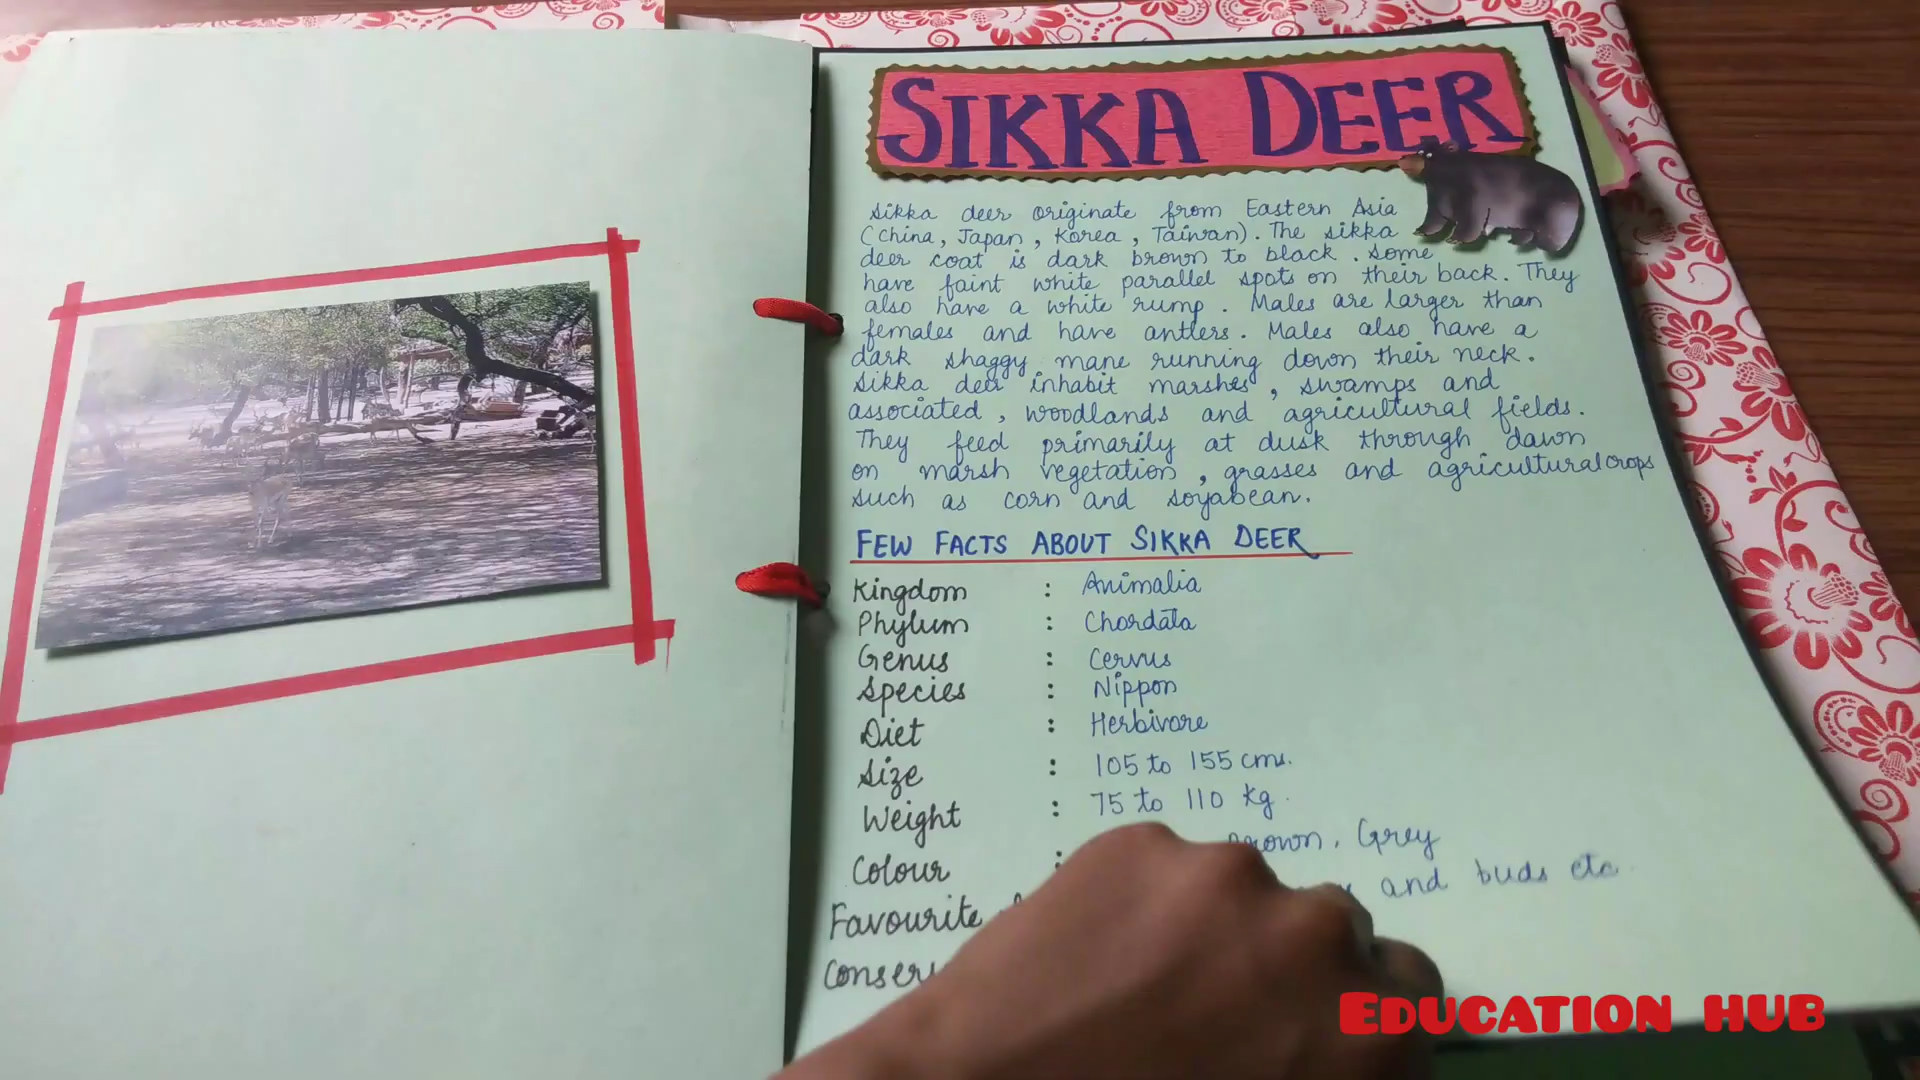 SIKKA DEER
Sikka deer originate from Eastern Asia
(China, Japan, Korea, Taiwan). The sikka
deer coat is dark brown to black. Some
have faint white parallel spots on their back. They
also have a white rump. Males are larger than
females and have antlers. Males also have a
dark shaggy mane running down their neck.
Sikka deer inhabit marshes, swamps and
associated, woodlands and agricultural fields.
They feed primarily at dusk through dawn
on marsh vegetation, grasses and agricultural crops
such as corn and soyabean.
FEW FACTS ABOUT SIKKA DEER
Kingdom : Animalia
Phylum : Chordata
Genus : Cervus
Species : Nippon
Diet : Herbivore
Size : 105 to 155 cms.
Weight : 75 to 110 kg.
Colour : Brown, Grey
Favourite and buds etc
EDUCATION HUB